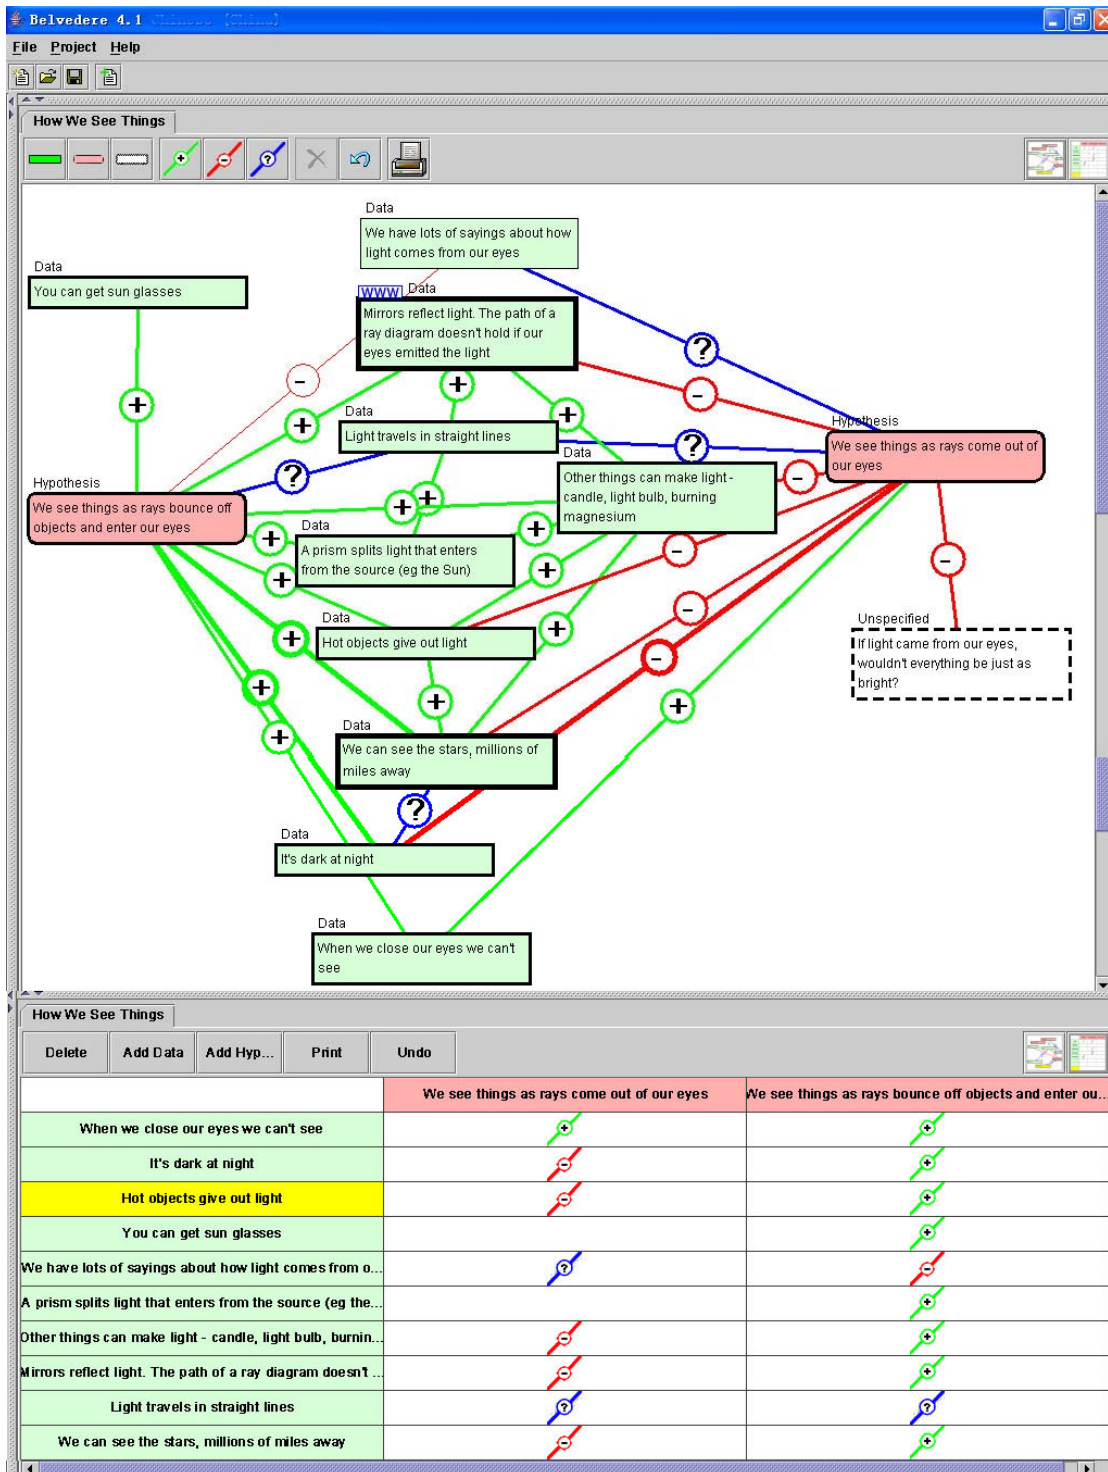 Belvedere 4.1 Chinese (China)
File Project Help
How We See Things
Data
We have lots of sayings about how
light comes from our eyes
Data
You can get sun glasses
WWW Data
Mirrors reflect light. The path of a
ray diagram doesn't hold if our
eyes emitted the light
Data
Light travels in straight lines
Hypothesis
We see things as rays come out of
our eyes
Data
Other things can make light -
candle, light bulb, burning
magnesium
Hypothesis
We see things as rays bounce off
objects and enter our eyes
Data
A prism splits light that enters
from the source (eg the Sun)
Data
Hot objects give out light
Unspecified
If light came from our eyes,
wouldn't everything be just as
bright?
Data
We can see the stars, millions of
miles away
Data
It's dark at night
Data
When we close our eyes we can't
see
How We See Things
Delete Add Data Add Hyp... Print Undo
We see things as rays come out of our eyes We see things as rays bounce off objects and enter ou...
When we close our eyes we can't see
It's dark at night
Hot objects give out light
You can get sun glasses
We have lots of sayings about how light comes from o...
A prism splits light that enters from the source (eg the...
Other things can make light - candle, light bulb, burnin...
Mirrors reflect light. The path of a ray diagram doesn't ...
Light travels in straight lines
We can see the stars, millions of miles away